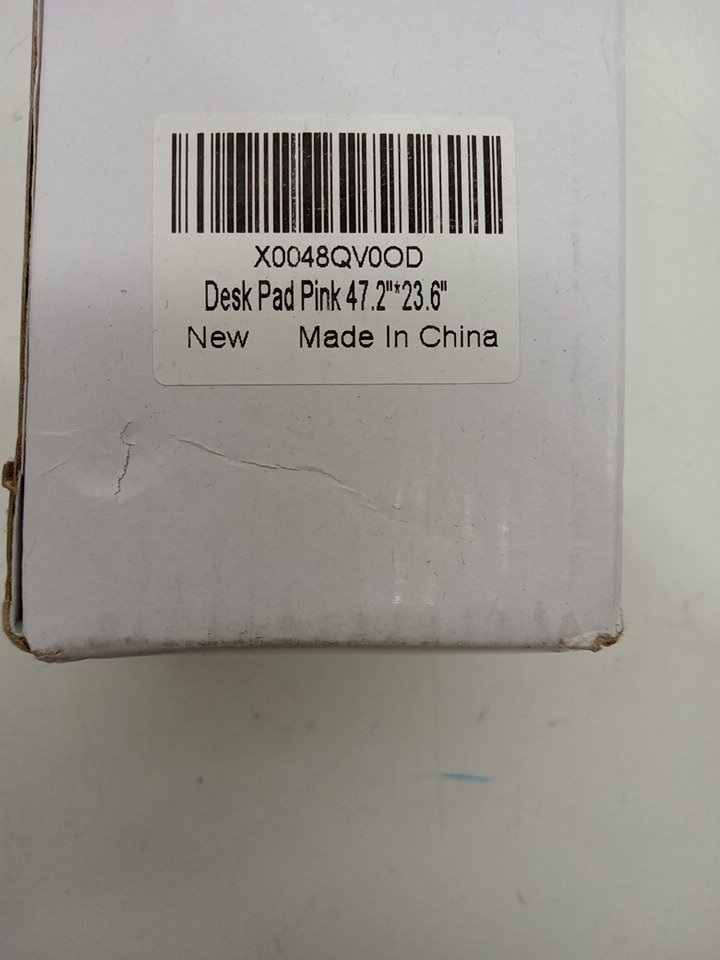 X0048QV0OD
Desk Pad Pink 47.2"*23.6"
New Made In China